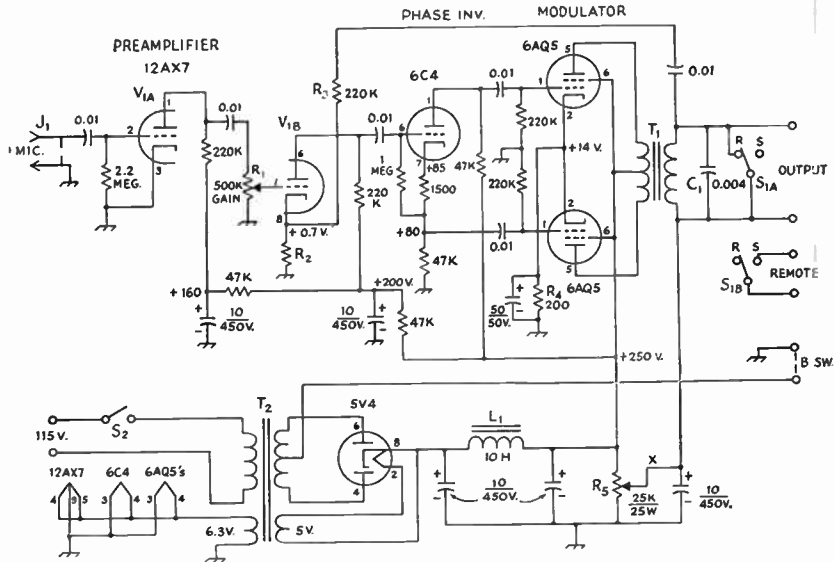 PHASE INV. MODULATOR
PREAMPLIFIER
12AX7
6AQ5
5
6
1
2
V1A
1
2
3
J1
MIC.
0.01
2.2
MEG.
220K
0.01
R1
500K
GAIN
V1B
6
8
+ 0.7 V.
R2
R3
220K
0.01
220
K
1
MEG
6C4
1
6
7
+85
1500
+80
47K
47K
0.01
220K
220K
0.01
+14 V.
2
1
6
5
6AQ5
50
50V.
R4
200
T1
0.01
C1
0.004
R S
S1A
OUTPUT
R S
S1B
REMOTE
B SW.
+160
47K
10
450V.
+200V.
10
450V.
47K
+250 V.
115 V.
S2
T2
5V4
6
8
4
2
L1
10 H
10
450V.
R5
25K
25W
X
10
450V.
12AX7 6C4 6AQ5's
4 9 5 3 4 3 4
6.3V.
5V.